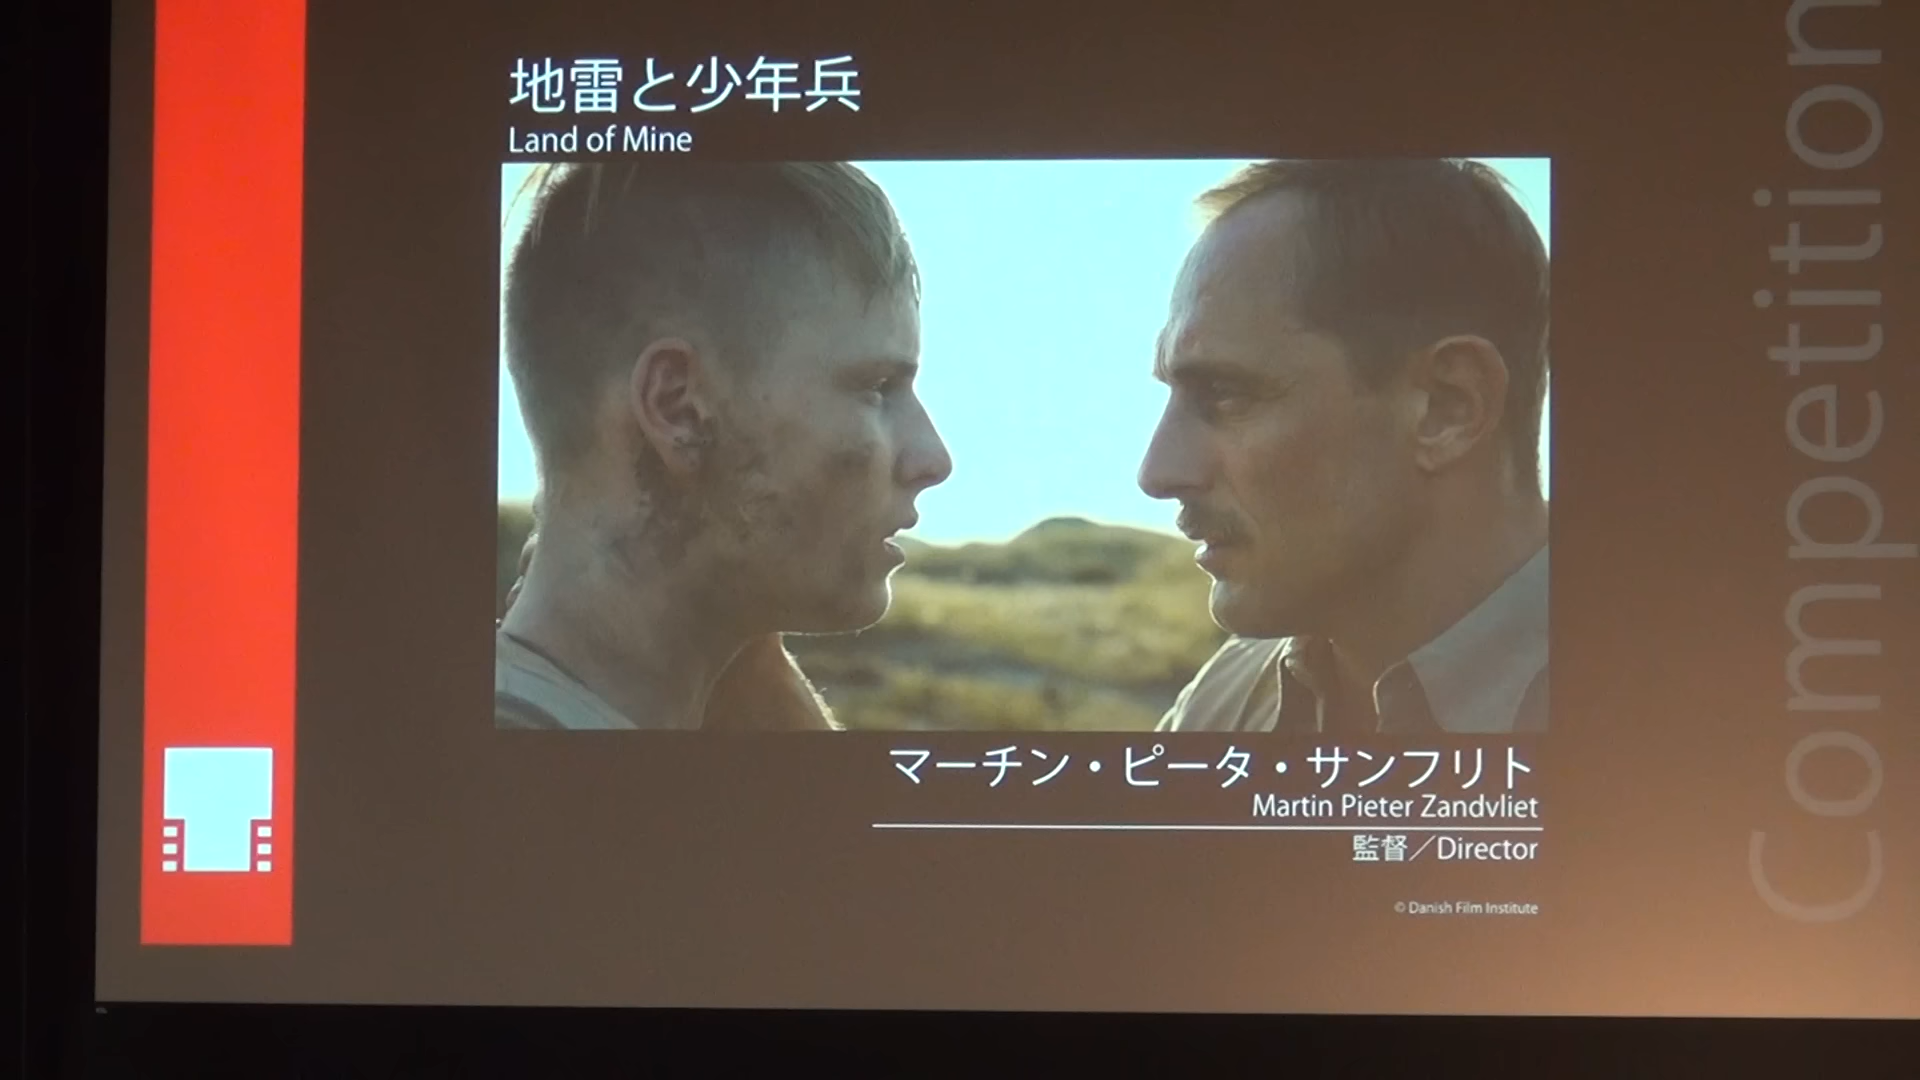 地雷と少年兵
Land of Mine
マーチン・ピータ・サンフリト
Martin Pieter Zandvliet
監督／Director
© Danish Film Institute
Competition